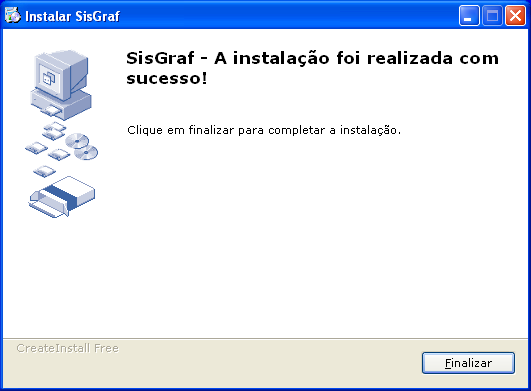 Instalar SisGraf
SisGraf - A instalação foi realizada com
sucesso!
Clique em finalizar para completar a instalação.
CreateInstall Free
Finalizar